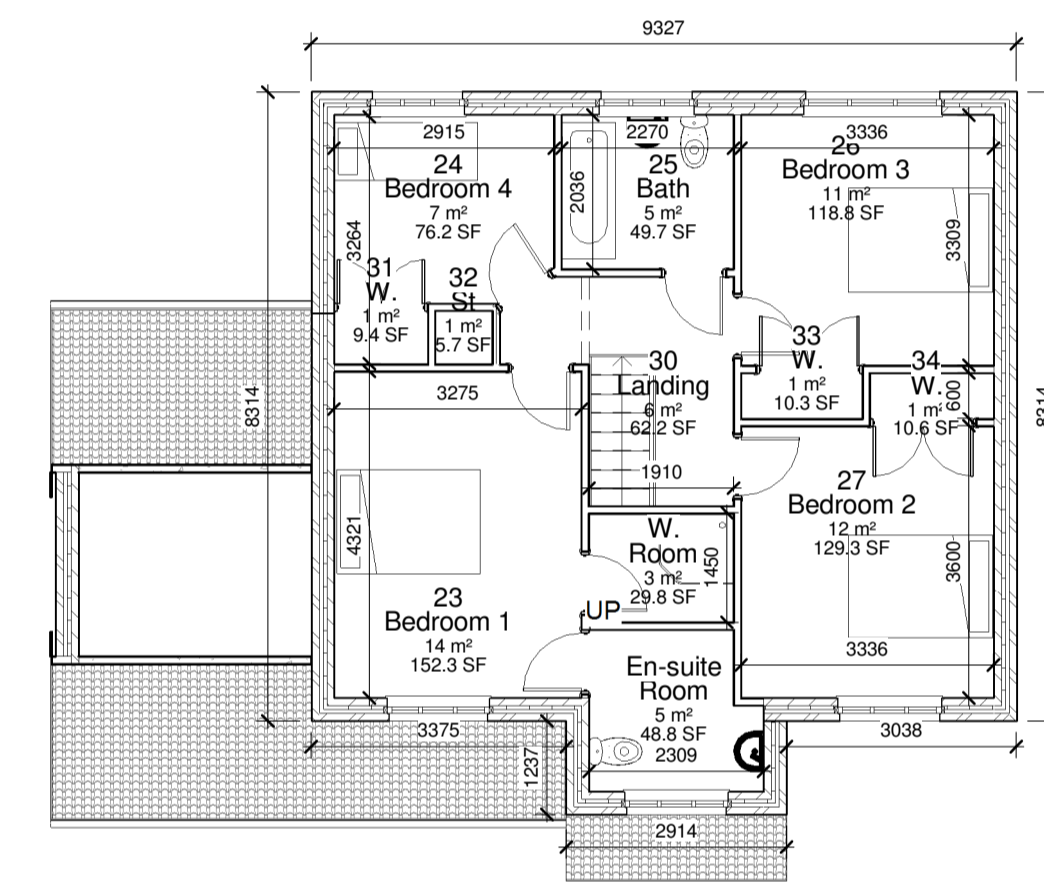 9327
2915
2270
3336
24
Bedroom 4
7 m²
76.2 SF
25
Bath
5 m²
49.7 SF
26
Bedroom 3
11 m²
118.8 SF
2036
3264
3309
31
W.
1 m²
9.4 SF
32
St
1 m²
5.7 SF
33
W.
1 m²
10.3 SF
34
W.
1 m²
10.6 SF
600
30
Landing
6 m²
62.2 SF
1910
3275
8314
8314
27
Bedroom 2
12 m²
129.3 SF
4321
3600
W.
Room
3 m²
29.8 SF
1450
UP
23
Bedroom 1
14 m²
152.3 SF
En-suite
Room
5 m²
48.8 SF
2309
3336
3375
1237
3038
2914